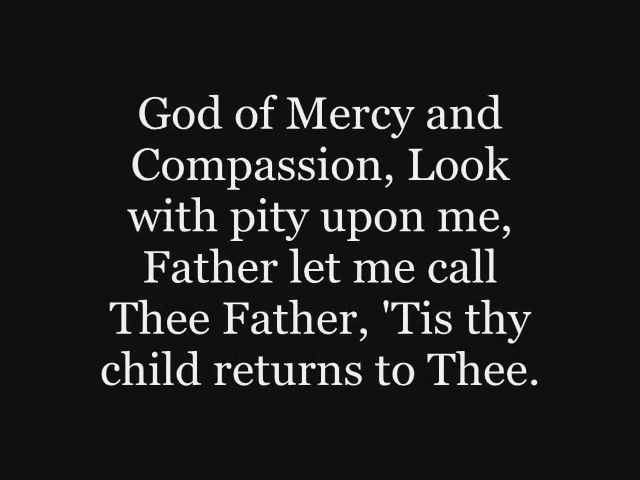 God of Mercy and
Compassion, Look
with pity upon me,
Father let me call
Thee Father, 'Tis thy
child returns to Thee.